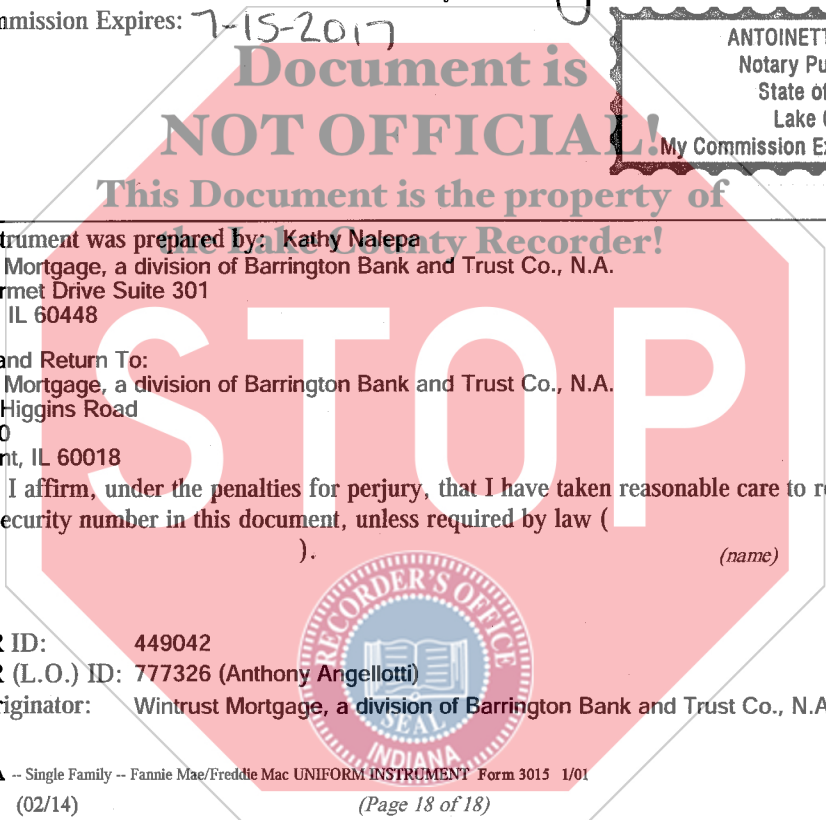 mmission Expires: 7-15-2017
ANTOINETT
Notary Pu
State of
Lake C
My Commission Ex
Document is
NOT OFFICIAL!
This Document is the property of
the Lake County Recorder!
trument was prepared by: Kathy Nalepa
Mortgage, a division of Barrington Bank and Trust Co., N.A.
rmet Drive Suite 301
IL 60448
and Return To:
Mortgage, a division of Barrington Bank and Trust Co., N.A.
Higgins Road
0
nt, IL 60018
I affirm, under the penalties for perjury, that I have taken reasonable care to re
ecurity number in this document, unless required by law (
).
(name)
STOP
RECORDER'S OFFICE
SEAL
INDIANA
R ID: 449042
R (L.O.) ID: 777326 (Anthony Angellotti)
riginator: Wintrust Mortgage, a division of Barrington Bank and Trust Co., N.A
A -- Single Family -- Fannie Mae/Freddie Mac UNIFORM INSTRUMENT Form 3015 1/01
(02/14) (Page 18 of 18)